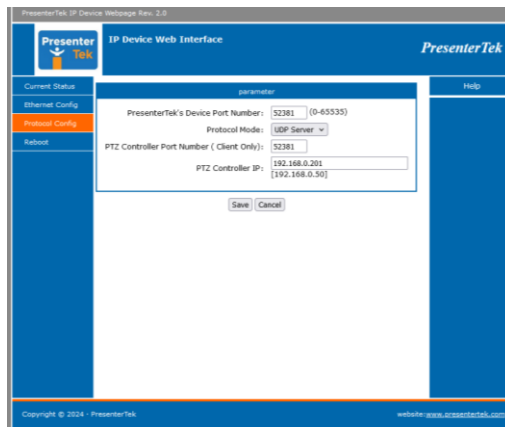 PresenterTek IP Device Webpage Rev. 2.0
Presenter
Tek
IP Device Web Interface
PresenterTek
Current Status
Ethernet Config
Protocol Config
Reboot
parameter
PresenterTek's Device Port Number: 52381 (0-65535)
Protocol Mode: UDP Server
PTZ Controller Port Number ( Client Only): 52381
PTZ Controller IP: 192.168.0.201
[192.168.0.50]
Save Cancel
Help
Copyright © 2024 - PresenterTek
website:www.presentertek.com